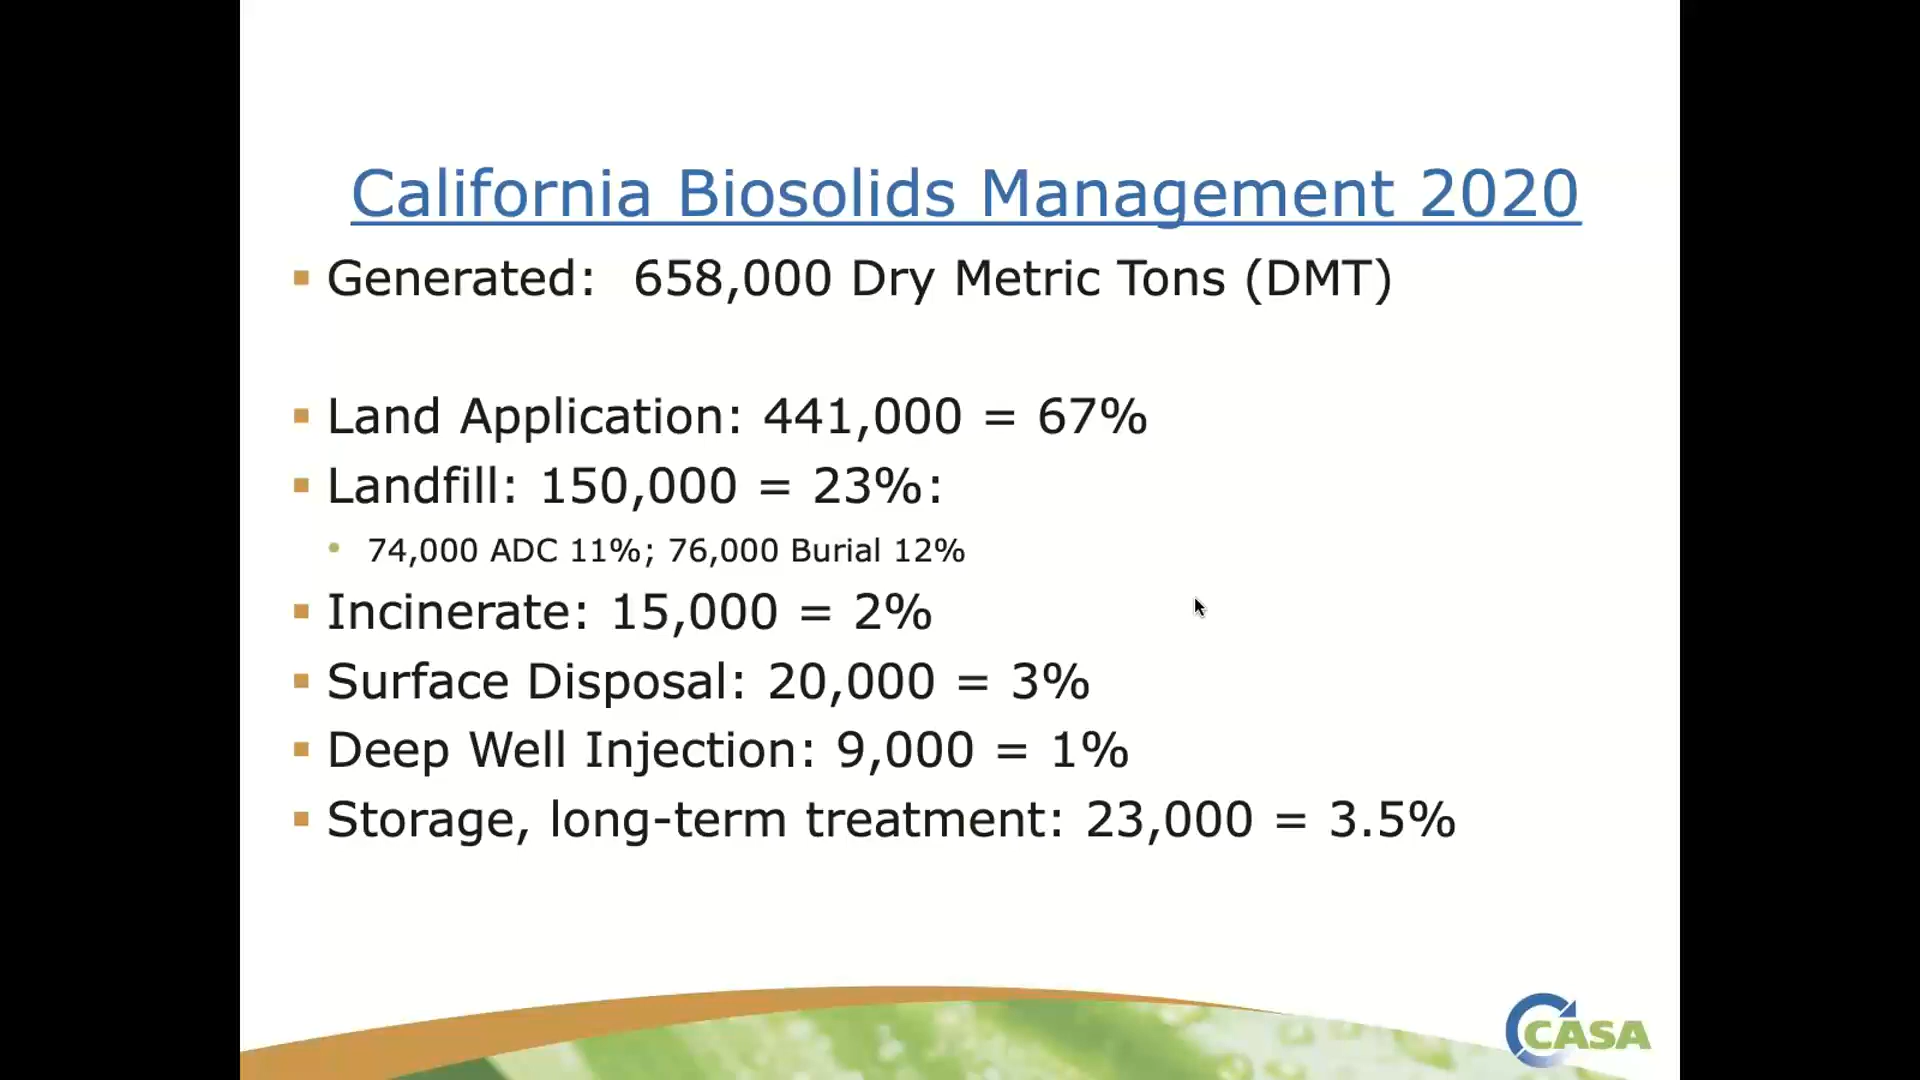 California Biosolids Management 2020
Generated: 658,000 Dry Metric Tons (DMT)
Land Application: 441,000 = 67%
Landfill: 150,000 = 23%:
74,000 ADC 11%; 76,000 Burial 12%
Incinerate: 15,000 = 2%
Surface Disposal: 20,000 = 3%
Deep Well Injection: 9,000 = 1%
Storage, long-term treatment: 23,000 = 3.5%
CASA